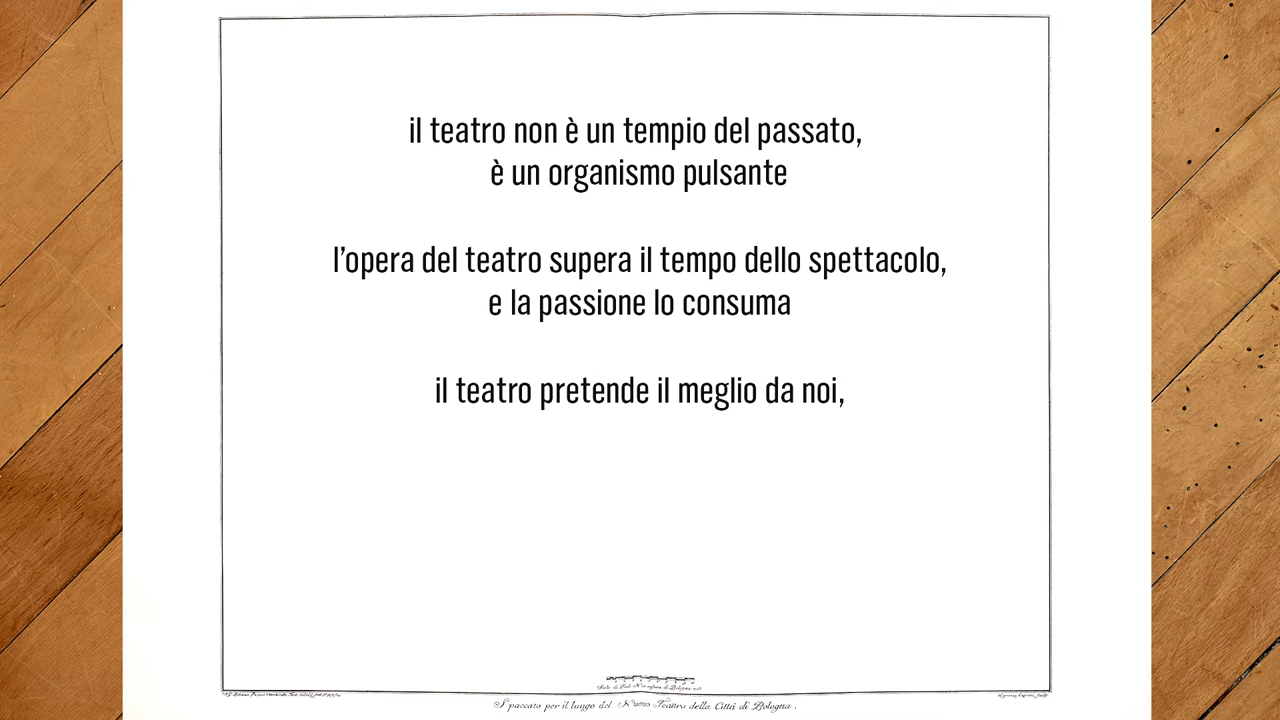 il teatro non è un tempio del passato,
è un organismo pulsante
l’opera del teatro supera il tempo dello spettacolo,
e la passione lo consuma
il teatro pretende il meglio da noi,
Spaccato per il lungo del Nuovo Teatro della Città di Bologna.